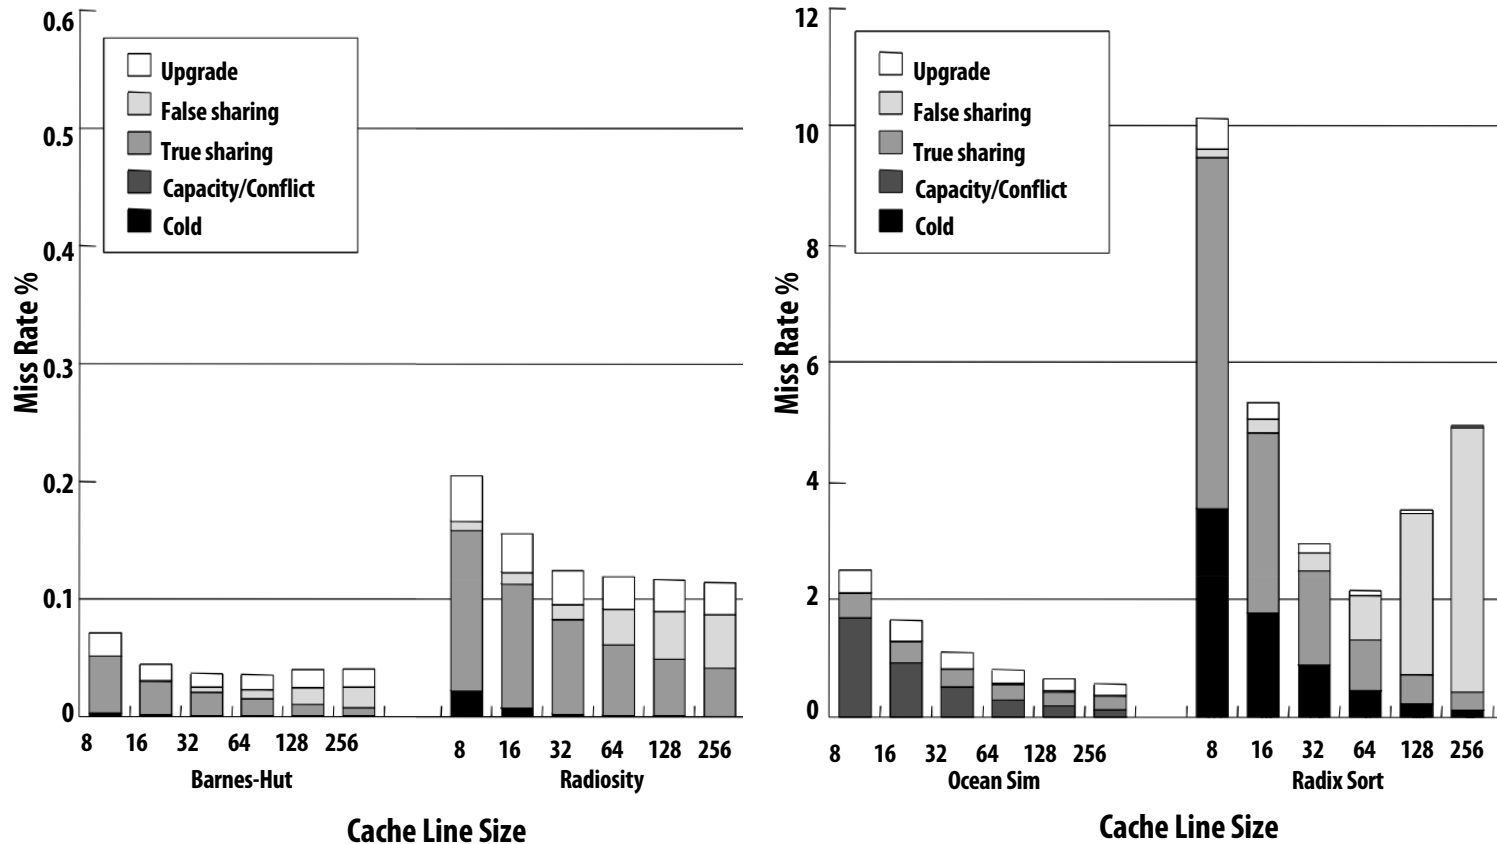 Miss Rate %
0.6
0.5
0.4
0.3
0.2
0.1
0
Upgrade
False sharing
True sharing
Capacity/Conflict
Cold
8 16 32 64 128 256
Barnes-Hut
8 16 32 64 128 256
Radiosity
Cache Line Size
Miss Rate %
12
10
8
6
4
2
0
Upgrade
False sharing
True sharing
Capacity/Conflict
Cold
8 16 32 64 128 256
Ocean Sim
8 16 32 64 128 256
Radix Sort
Cache Line Size